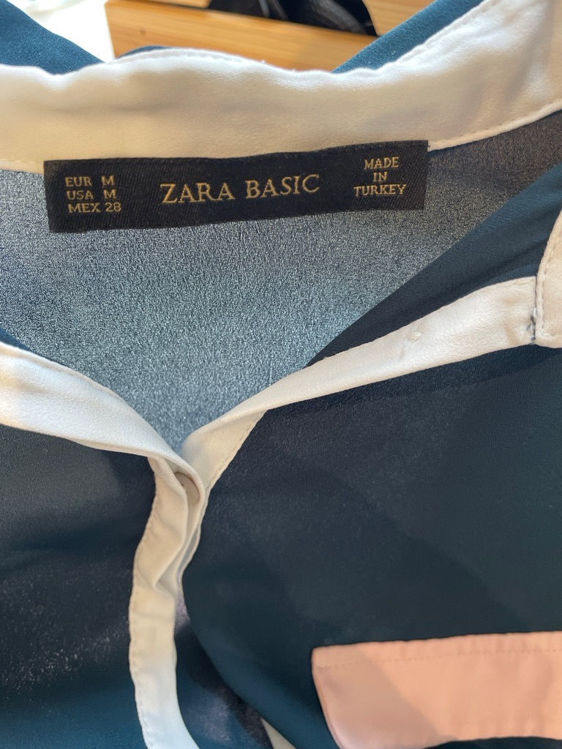 EUR M
USA M
MEX 28
ZARA BASIC
MADE
IN
TURKEY